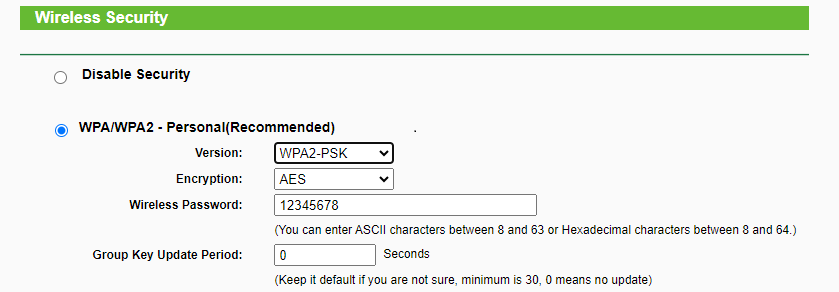 Wireless Security
Disable Security
WPA/WPA2 - Personal(Recommended)
Version: WPA2-PSK
Encryption: AES
Wireless Password: 12345678
(You can enter ASCII characters between 8 and 63 or Hexadecimal characters between 8 and 64.)
Group Key Update Period: 0 Seconds
(Keep it default if you are not sure, minimum is 30, 0 means no update)